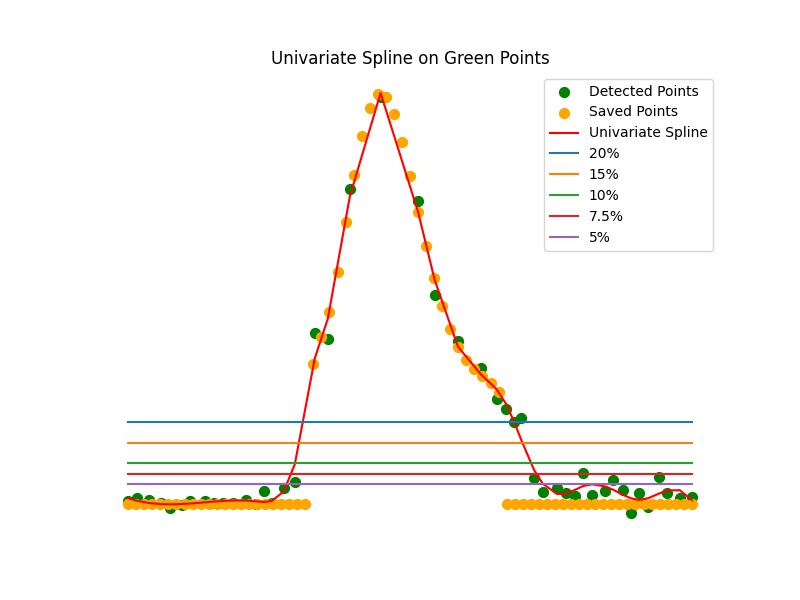 Univariate Spline on Green Points
Detected Points
Saved Points
Univariate Spline
20%
15%
10%
7.5%
5%